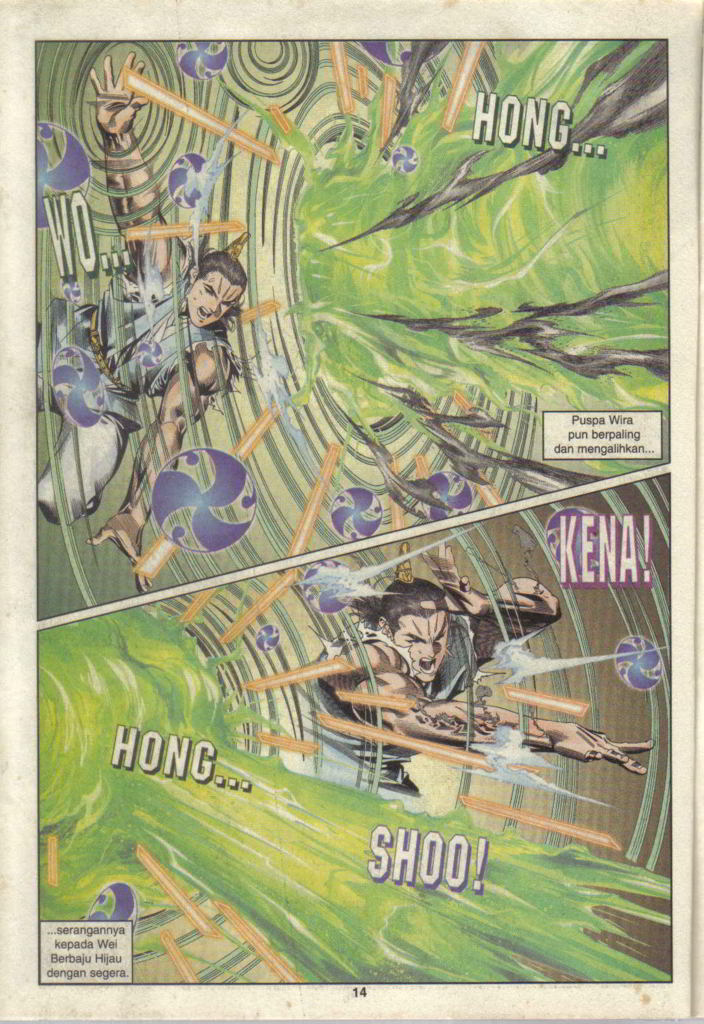 HONG...
WO...
Puspa Wira
pun berpaling
dan mengalihkan...
KENA!
HONG...
SHOO!
...serangannya
kepada Wei
Berbaju Hijau
dengan segera.
14